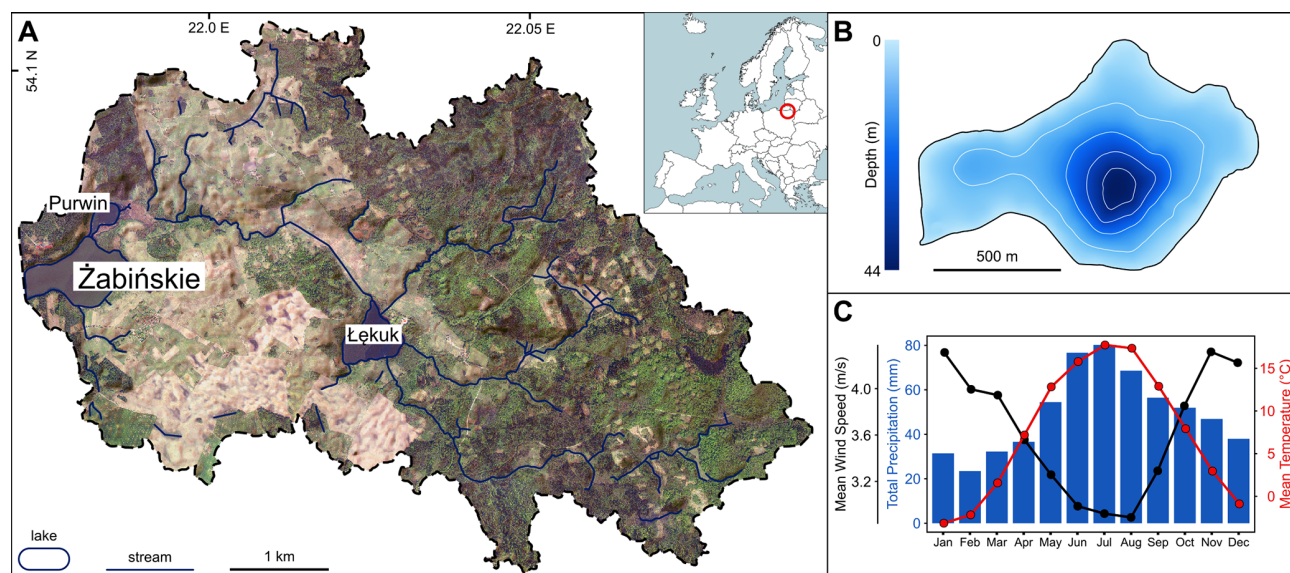 A
22.0 E
22.05 E
54.1 N
Purwin
Żabińskie
Łękuk
lake
stream
1 km
B
0
Depth (m)
44
500 m
C
Mean Wind Speed (m/s)
4.0
3.6
3.2
Total Precipitation (mm)
80
60
40
20
0
15
10
5
0
Mean Temperature (°C)
Jan Feb Mar Apr May Jun Jul Aug Sep Oct Nov Dec